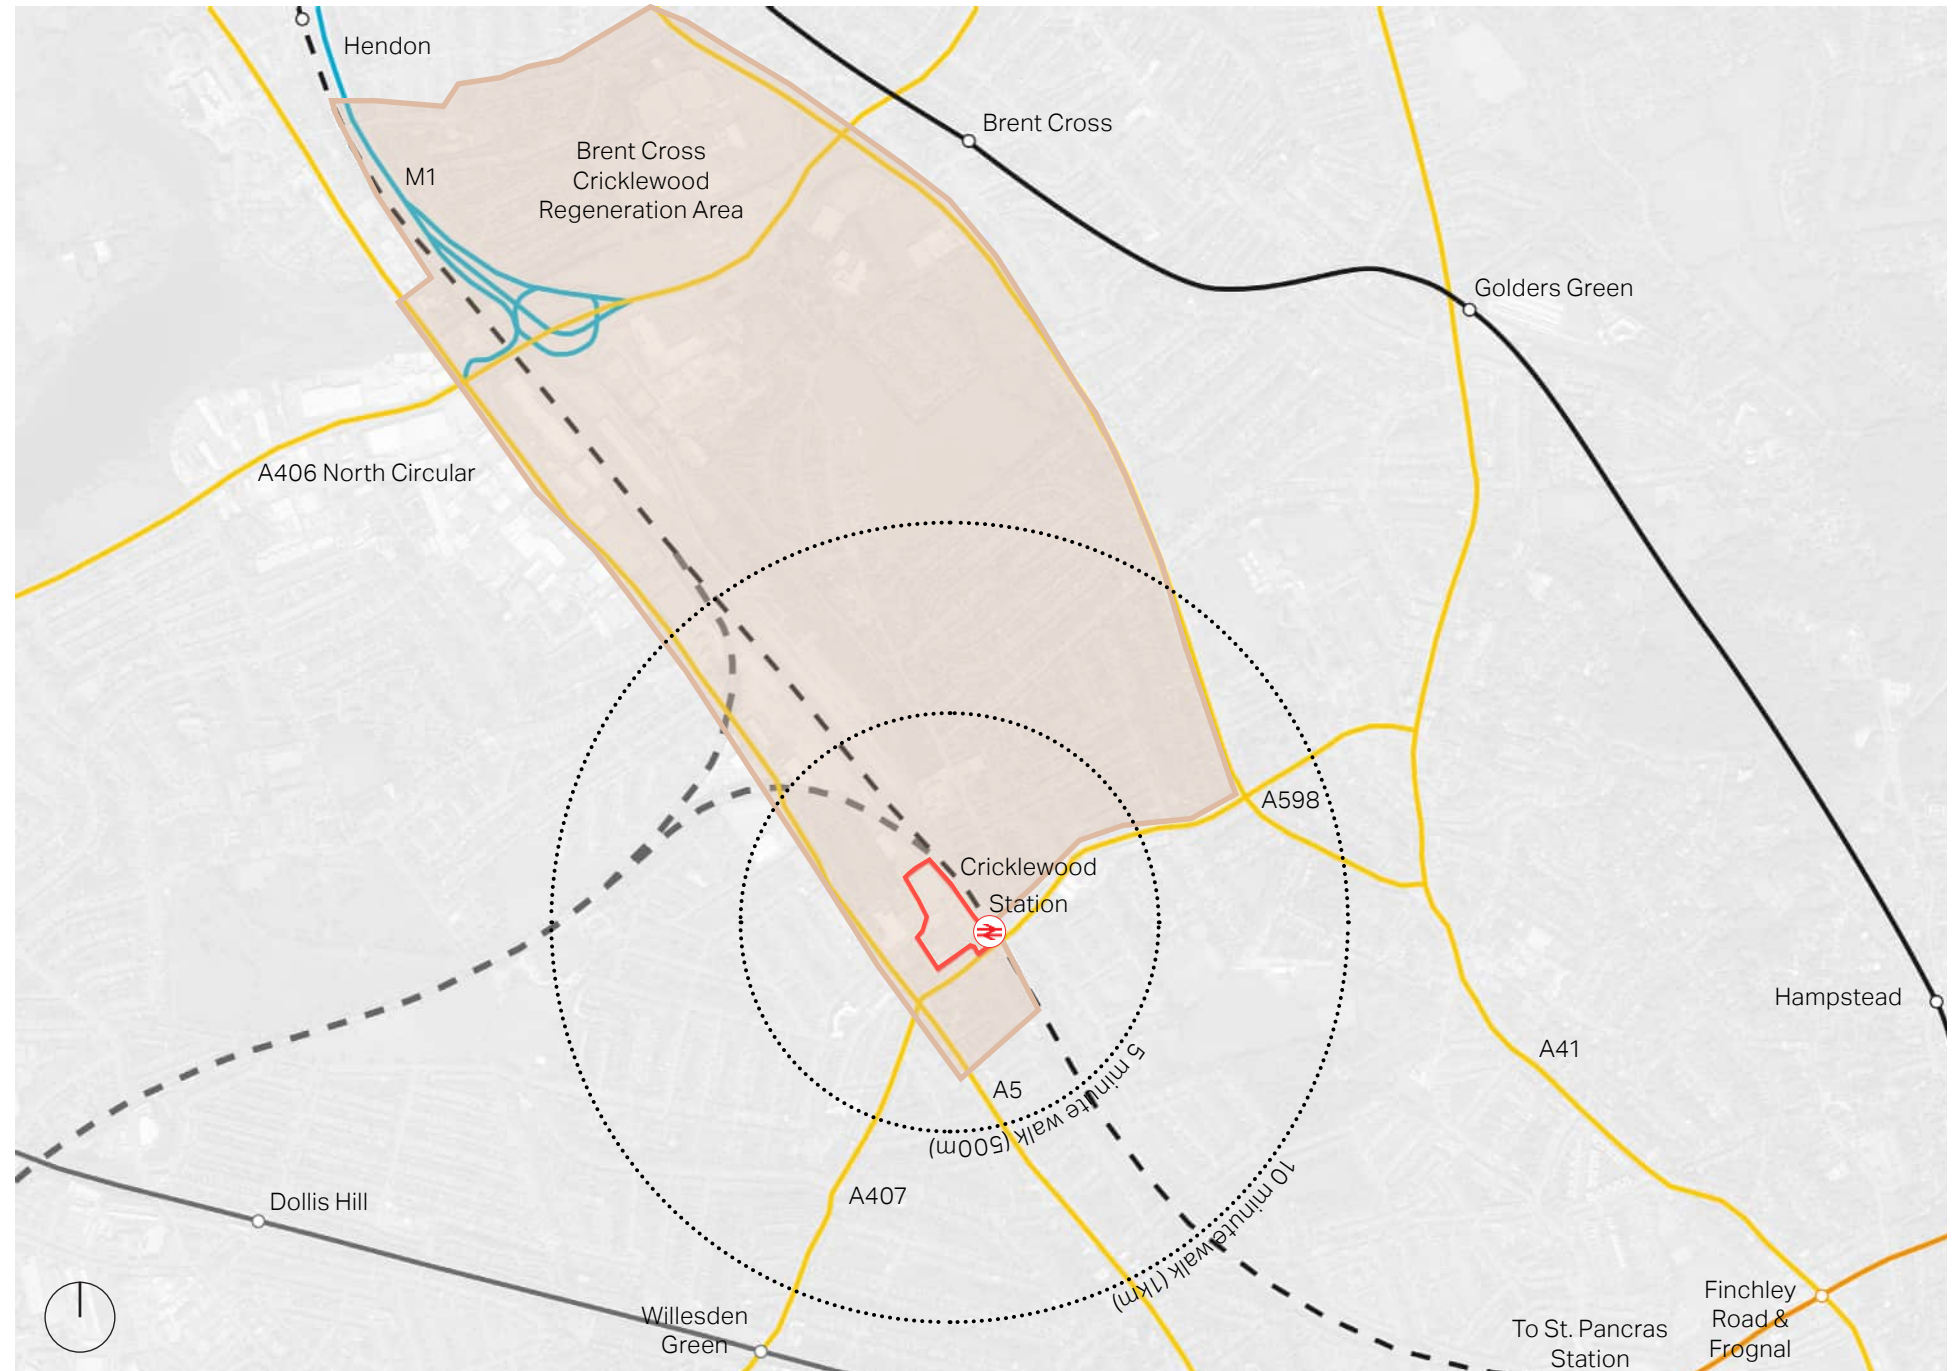 Hendon
Brent Cross
M1
Brent Cross
Cricklewood
Regeneration Area
Golders Green
A406 North Circular
A598
Cricklewood
Station
Hampstead
A41
A5
5 minute walk (500m)
10 minute walk (1km)
A407
Dollis Hill
Willesden
Green
To St. Pancras
Station
Finchley
Road &
Frognal